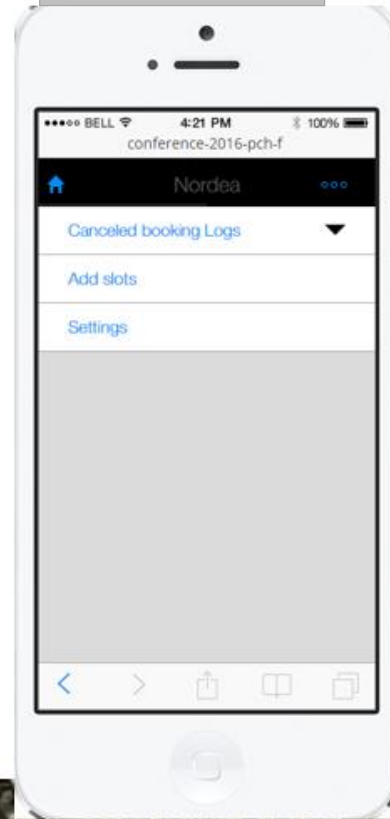 BELL 4:21 PM 100%
conference-2016-pch-f
Nordea
Canceled booking Logs
Add slots
Settings